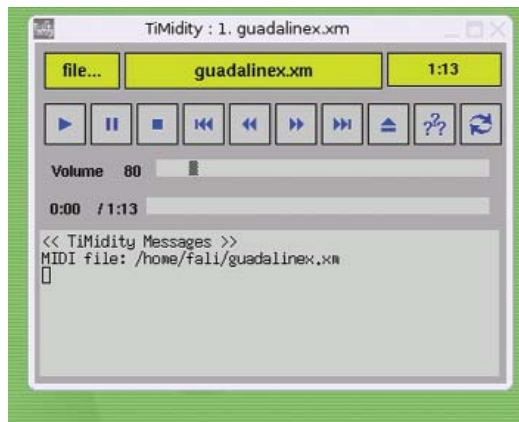 TiMidity : 1. guadalinex.xm
file... guadalinex.xm 1:13
???
Volume 80
0:00 / 1:13
<< TiMidity Messages >>
MIDI file: /home/fali/guadalinex.xm